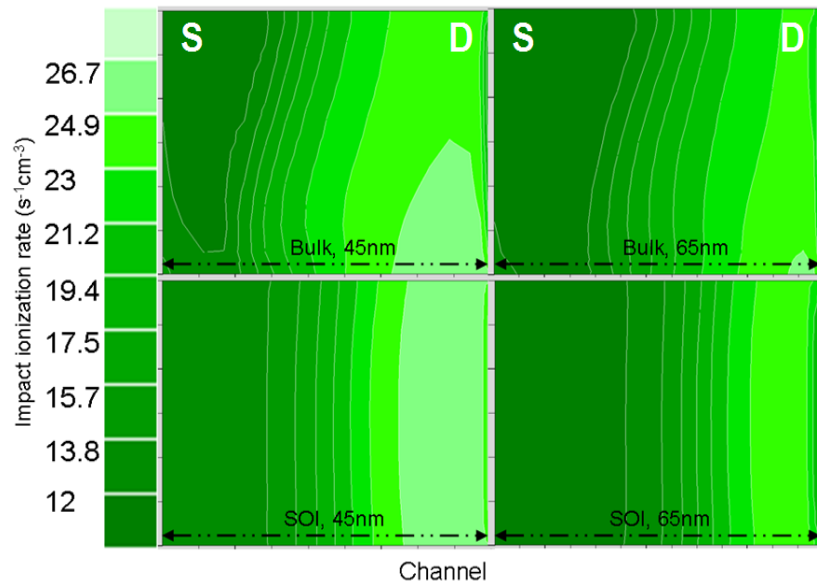 S
D
S
D
26.7
24.9
23
21.2
19.4
17.5
15.7
13.8
12
Impact ionization rate (s⁻¹cm⁻³)
Bulk, 45nm
Bulk, 65nm
SOI, 45nm
SOI, 65nm
Channel